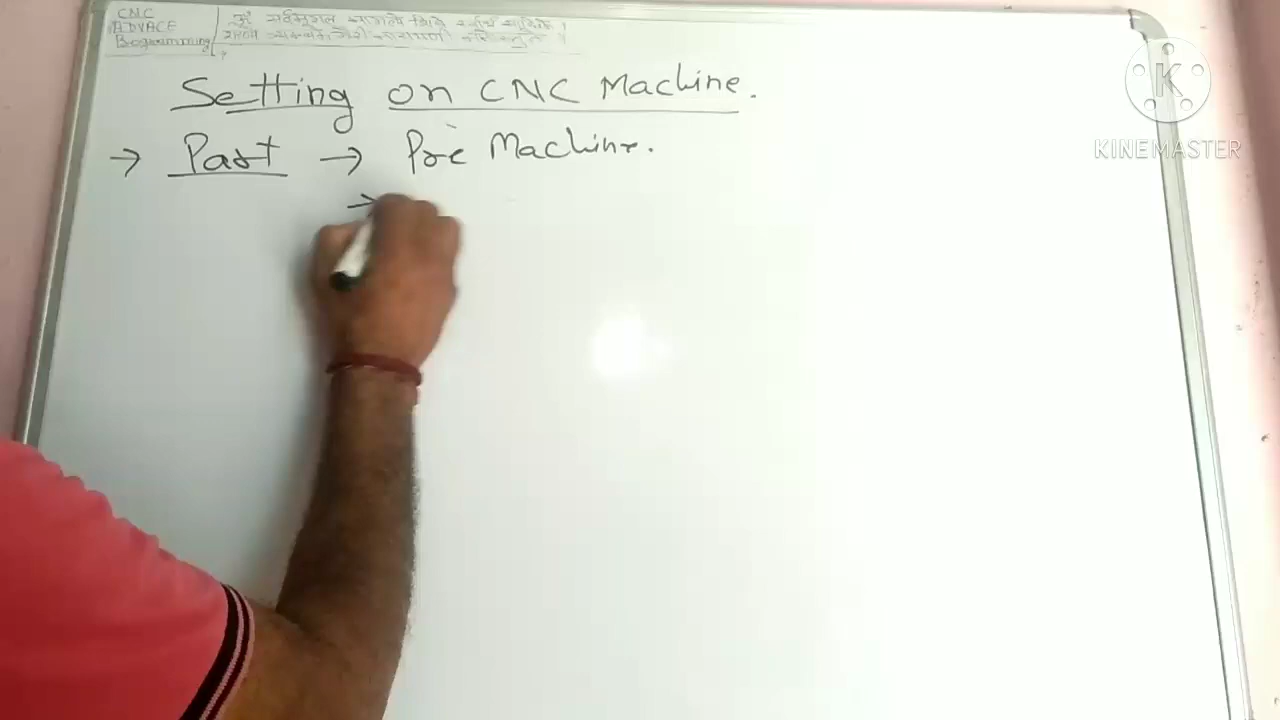 CNC
ADVACE
Programming
Setting on CNC Machine.
→ Part → Pre Machine.
→
K
KINEMASTER